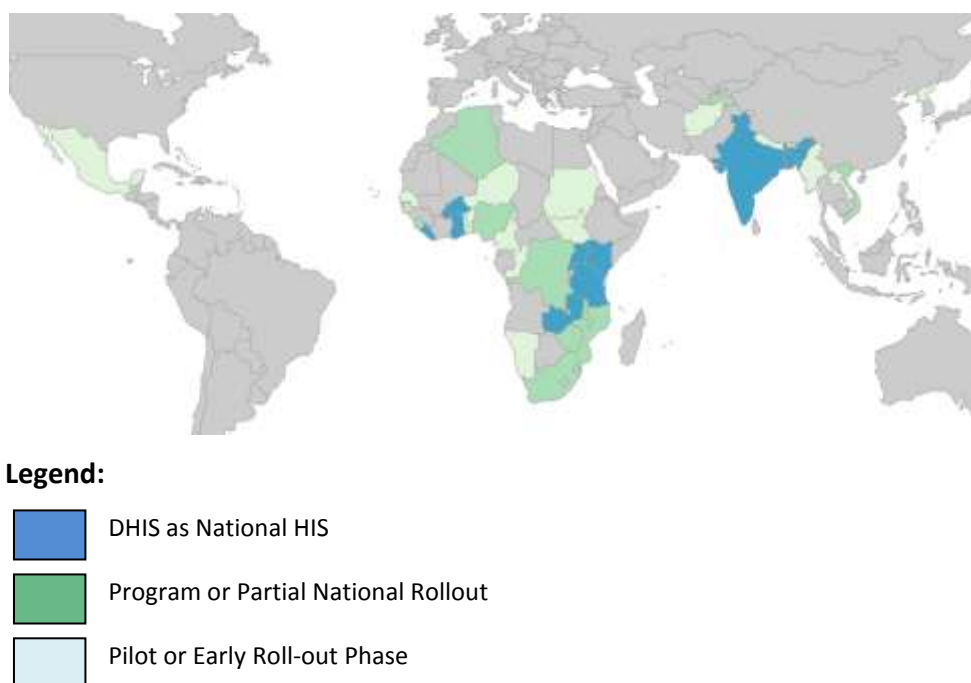 Legend:
DHIS as National HIS
Program or Partial National Rollout
Pilot or Early Roll-out Phase